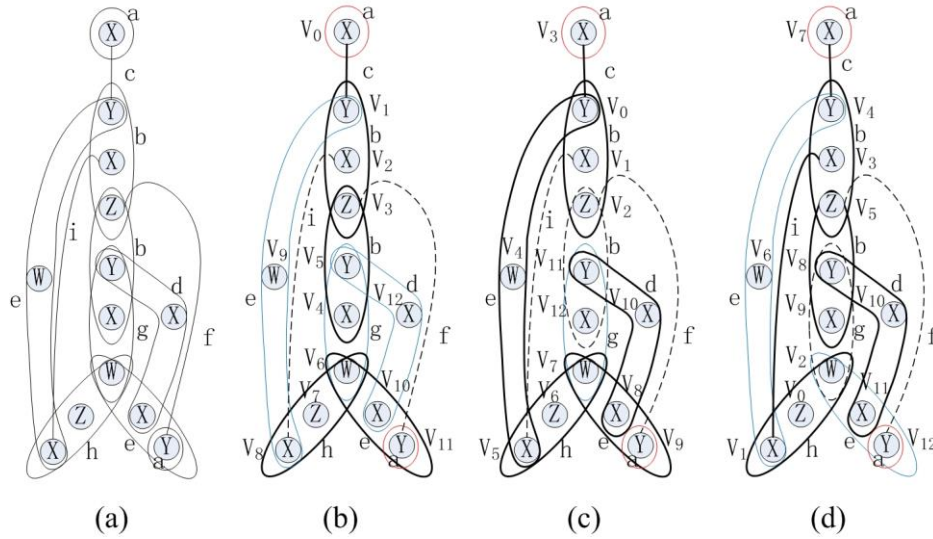 a
X
c
Y
b
X
Z
i
b
Y
d
W
e
X X
g
f
W
Z X
e
X h a Y
(a)
a
V0 X
c
Y V1
b
X V2
i Z V3
b
V9 V5 Y
W V12 d
e V4 X X
g
f
V6 W
V7 V10
Z X
e
V8 X h a Y V11
(b)
a
V3 X
c
Y V0
b
X V1
i Z V2
b
V4 V11 Y
W V10 d
e V12 X X
g
f
V7 W
V6 V8
Z X
e
V5 X h a Y V9
(c)
a
V7 X
c
Y V4
b
X V3
i Z V5
b
V6 V8 Y
W V10 d
e V9 X X
g
f
V2 W
V0 V11
Z X
e
V1 X h a Y V12
(d)